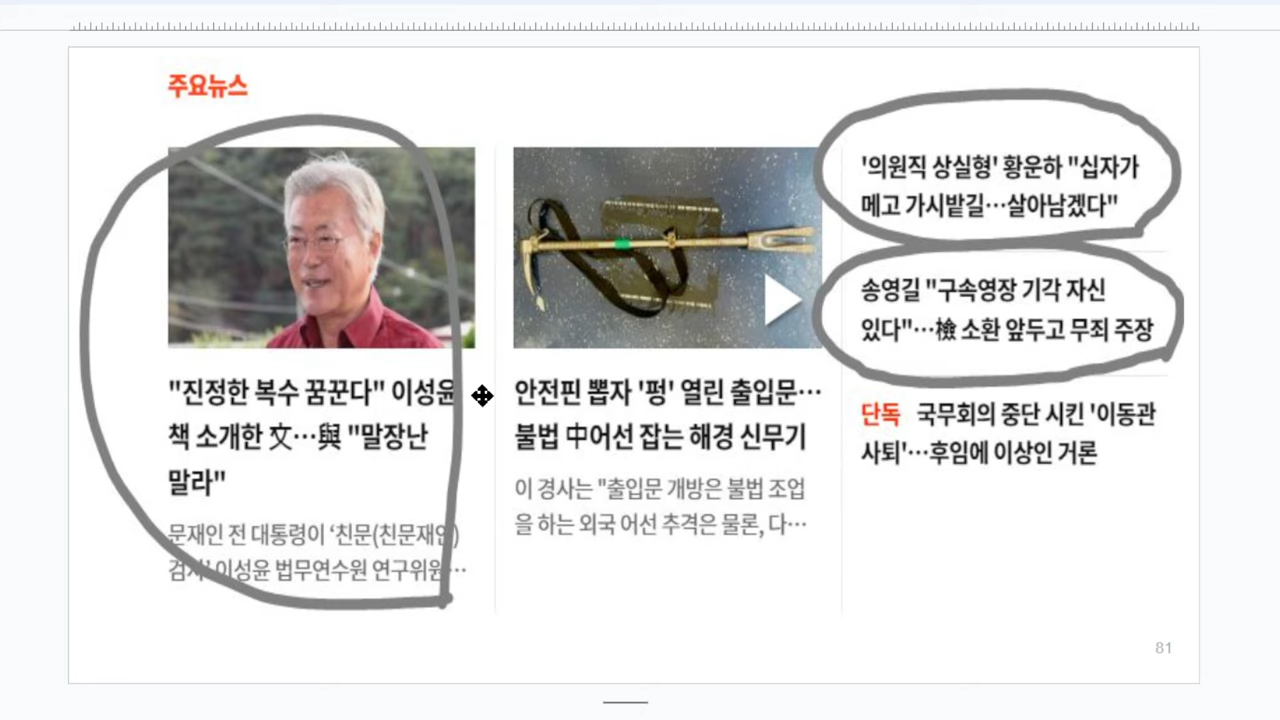 주요뉴스
"진정한 복수 꿈꾼다" 이성윤
책 소개한 文…與 "말장난
말라"
문재인 전 대통령이 ‘친문(친문재인)
검사’ 이성윤 법무연수원 연구위원…
안전핀 뽑자 '펑' 열린 출입문…
불법 中어선 잡는 해경 신무기
이 경사는 "출입문 개방은 불법 조업
을 하는 외국 어선 추격은 물론, 다…
'의원직 상실형' 황운하 "십자가
메고 가시밭길…살아남겠다"
송영길 "구속영장 기각 자신
있다"…檢 소환 앞두고 무죄 주장
단독 국무회의 중단 시킨 '이동관
사퇴'…후임에 이상인 거론
81